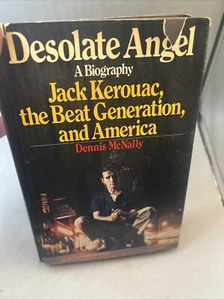 Desolate Angel
A Biography
Jack Kerouac,
the Beat Generation,
and America
Dennis McNally